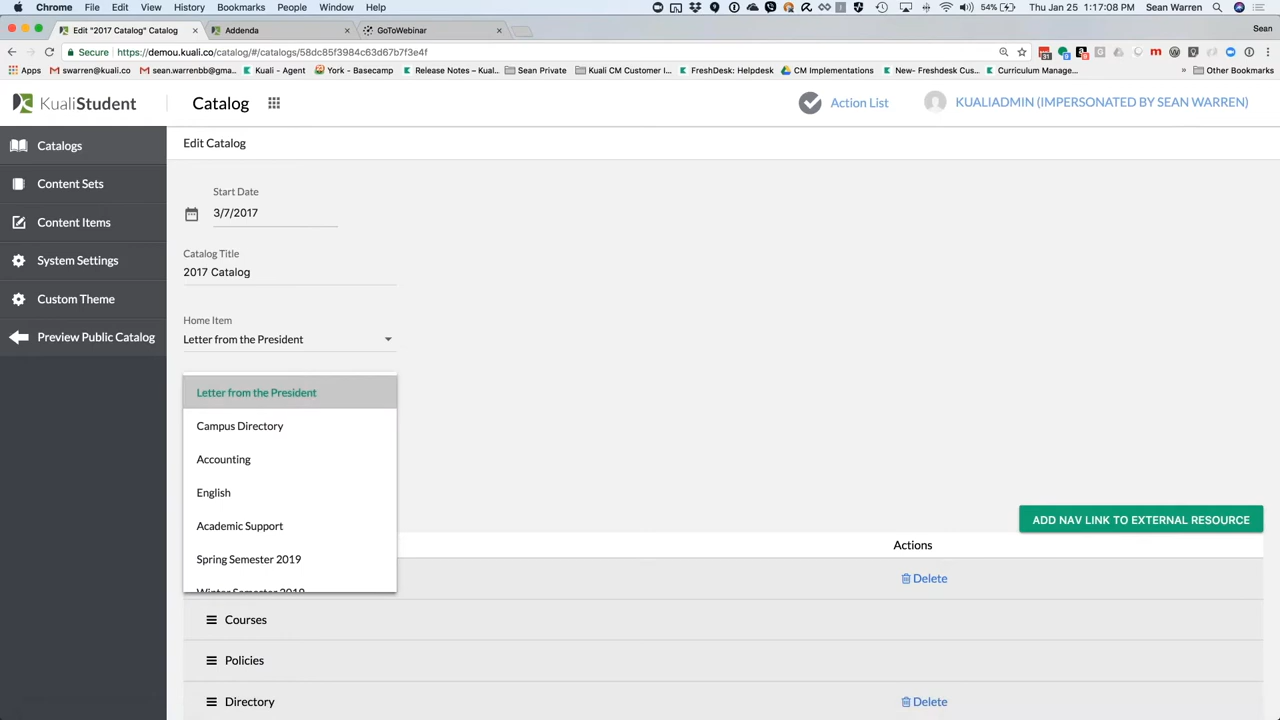 Chrome File Edit View History Bookmarks People Window Help 54% Thu Jan 25 1:17:08 PM Sean Warren
Edit "2017 Catalog" Catalog Addenda GoToWebinar Sean
Secure https://demou.kuali.co/catalog/#/catalogs/58dc85f3984c63d67b7f3e4f
Apps swarren@kuali.co sean.warrenbb@gma... Kuali - Agent York - Basecamp Release Notes – Kual... Sean Private Kuali CM Customer I... FreshDesk: Helpdesk CM Implementations New- Freshdesk Cus... Curriculum Manage... » Other Bookmarks
KualiStudent Catalog Action List KUALIADMIN (IMPERSONATED BY SEAN WARREN)
Catalogs
Content Sets
Content Items
System Settings
Custom Theme
Preview Public Catalog
Edit Catalog
Start Date
3/7/2017
Catalog Title
2017 Catalog
Home Item
Letter from the President
Letter from the President
Campus Directory
Accounting
English
Academic Support
Spring Semester 2019
Winter Semester 2019
ADD NAV LINK TO EXTERNAL RESOURCE
Actions
Delete
Courses
Policies
Directory Delete